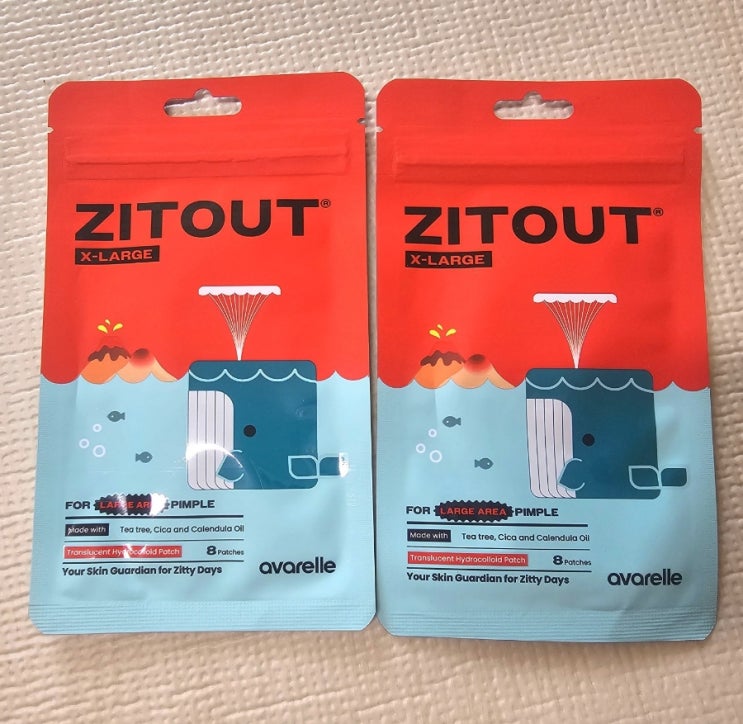 ZITOUT®
X-LARGE
FOR LARGE AREA PIMPLE
Made with Tea tree, Cica and Calendula Oil
Translucent Hydrocolloid Patch 8 Patches
Your Skin Guardian for Zitty Days
avarelle
ZITOUT®
X-LARGE
FOR LARGE AREA PIMPLE
Made with Tea tree, Cica and Calendula Oil
Translucent Hydrocolloid Patch 8 Patches
Your Skin Guardian for Zitty Days
avarelle